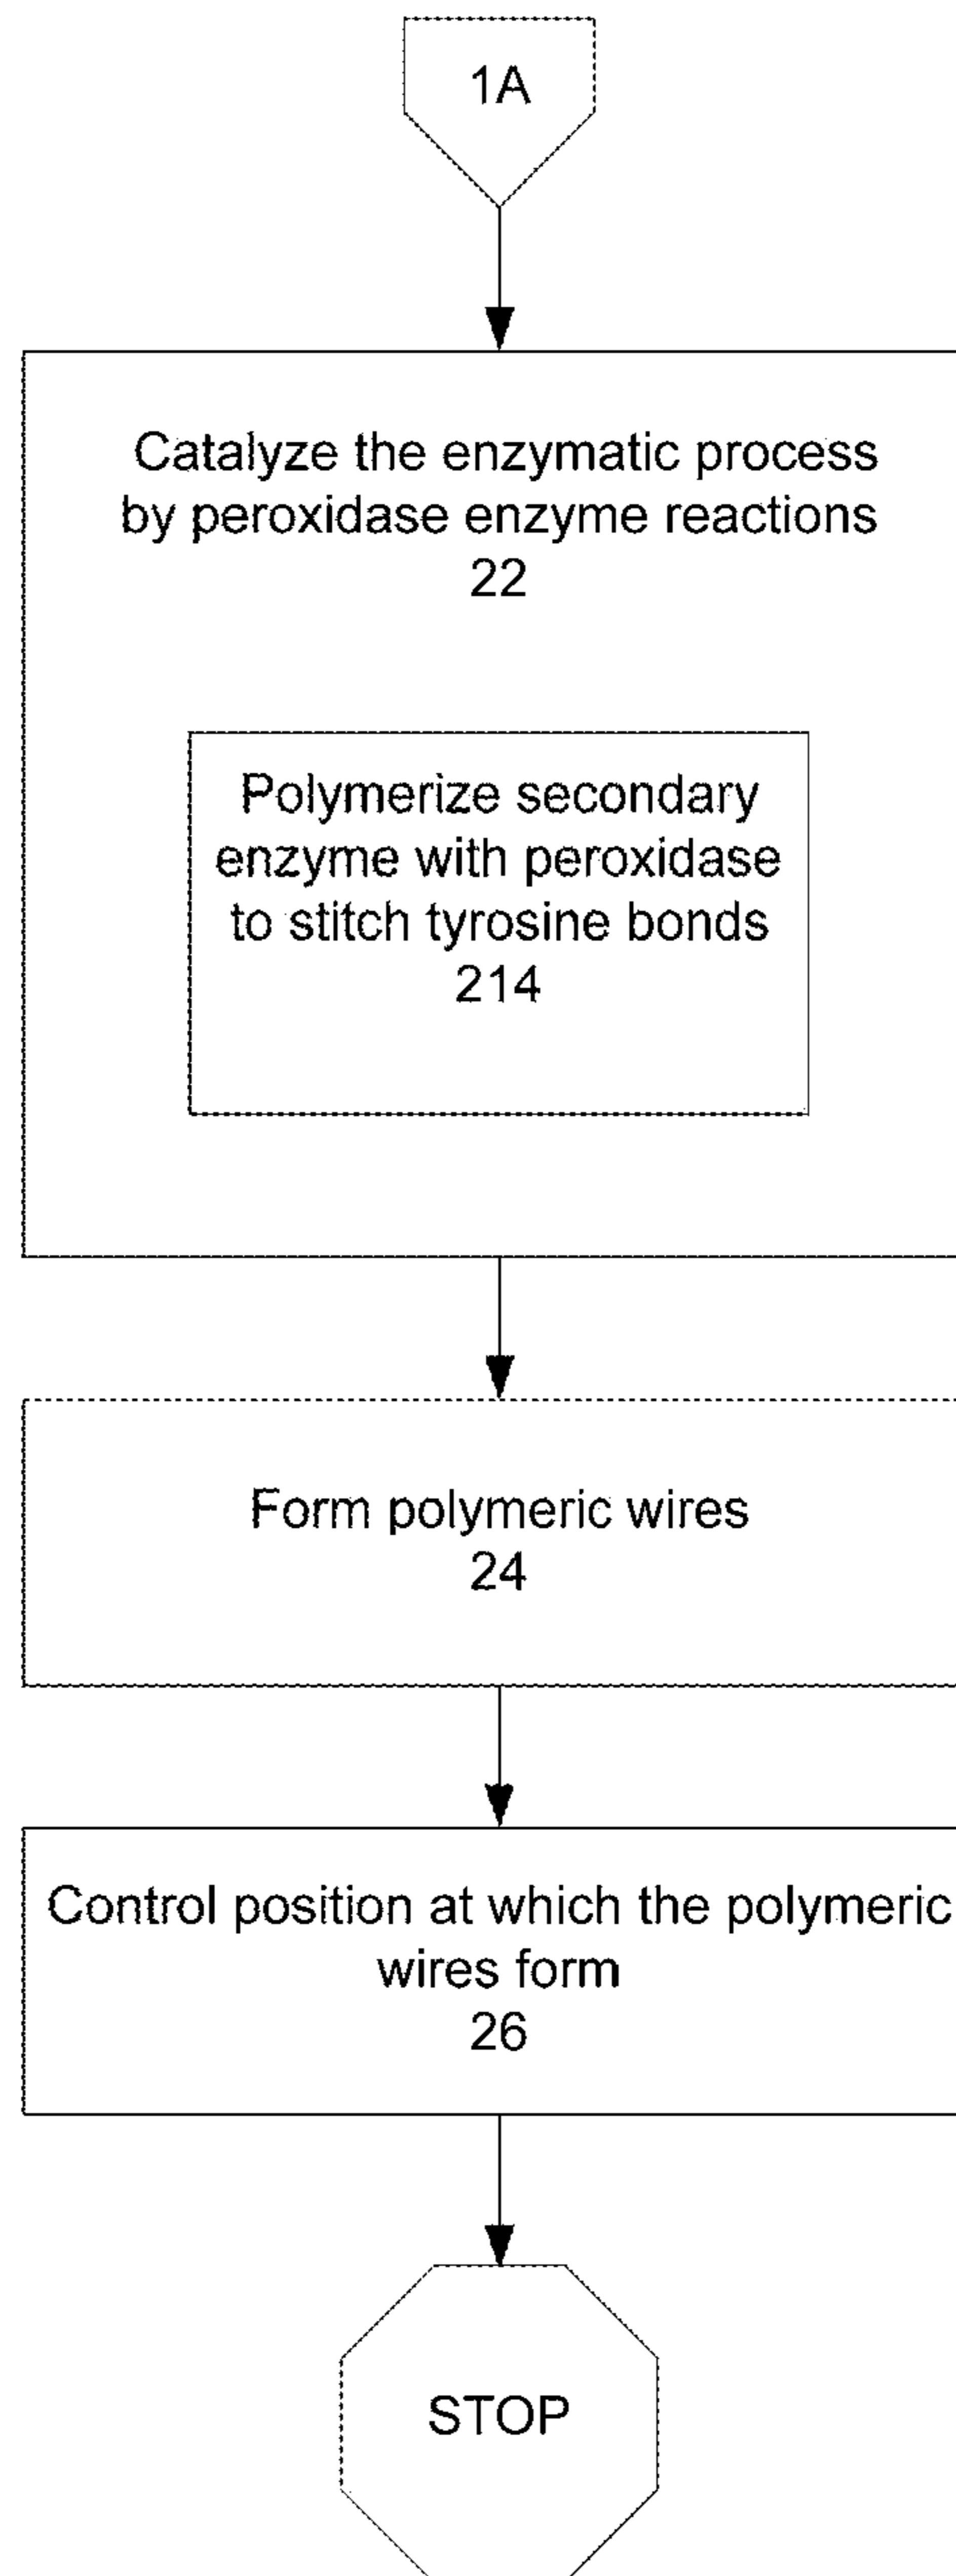 1A
Catalyze the enzymatic process
by peroxidase enzyme reactions
22
Polymerize secondary
enzyme with peroxidase
to stitch tyrosine bonds
214
Form polymeric wires
24
Control position at which the polymeric
wires form
26
STOP